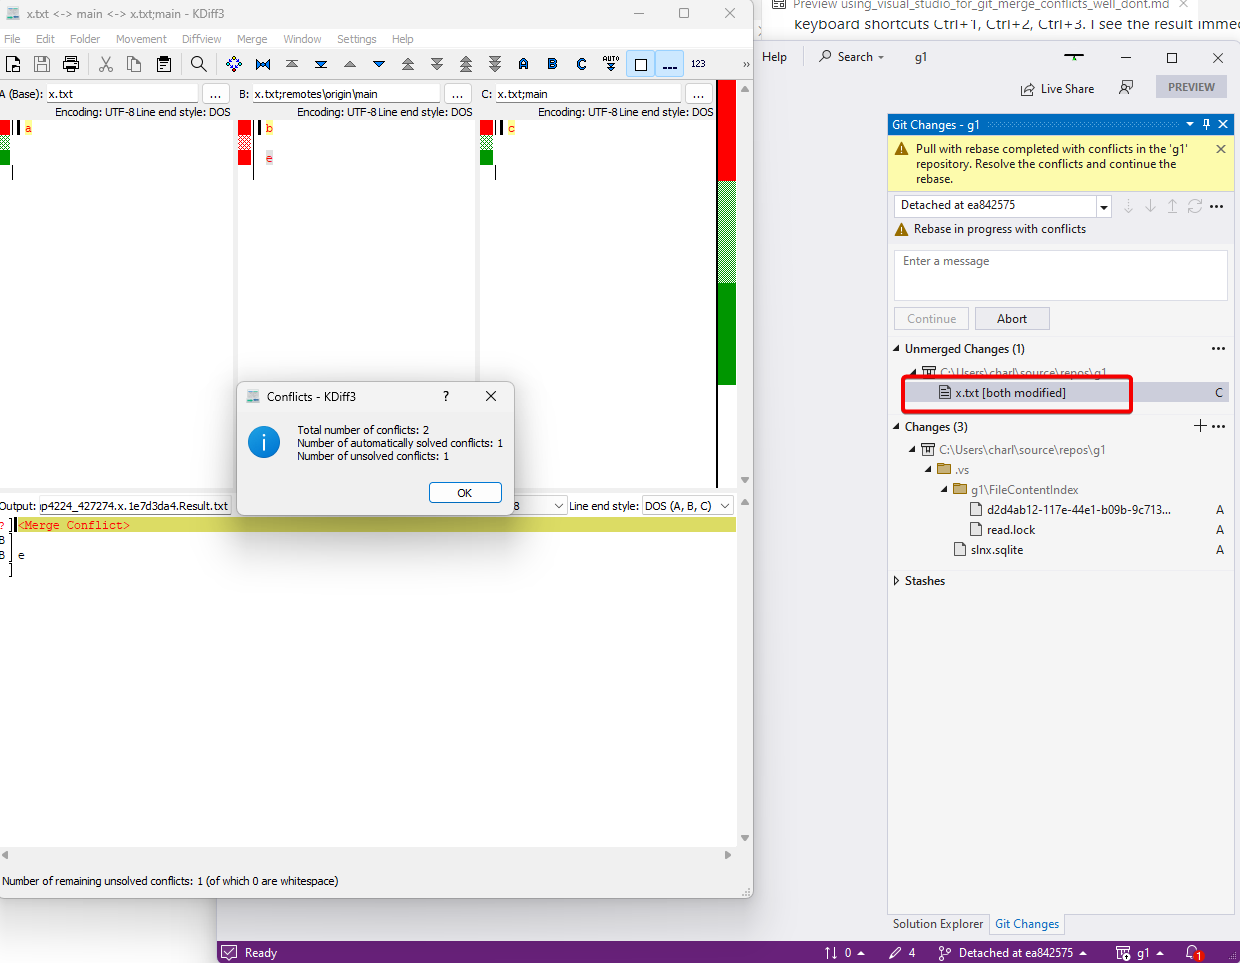 x.txt <-> main <-> x.txt;main - KDiff3
File Edit Folder Movement Diffview Merge Window Settings Help
A B C AUTO 123 »
A (Base): x.txt ...
Encoding: UTF-8 Line end style: DOS
a
B: x.txt;remotes\origin\main ...
Encoding: UTF-8 Line end style: DOS
b
e
C: x.txt;main ...
Encoding: UTF-8 Line end style: DOS
c
Conflicts - KDiff3 ?
Total number of conflicts: 2
Number of automatically solved conflicts: 1
Number of unsolved conflicts: 1
OK
Output: 4224_427274.x.1e7d3da4.Result.txt
8 Line end style: DOS (A, B, C)
? <Merge Conflict>
B
B e
Number of remaining unsolved conflicts: 1 (of which 0 are whitespace)
Preview using_visual_studio_for_git_merge_conflicts_well_dont.md
keyboard shortcuts Ctrl+1, Ctrl+2, Ctrl+3. I see the result
Help Search g1
Live Share PREVIEW
Git Changes - g1
Pull with rebase completed with conflicts in the 'g1'
repository. Resolve the conflicts and continue the
rebase.
Detached at ea842575 ...
Rebase in progress with conflicts
Enter a message
Continue Abort
Unmerged Changes (1) ...
C:\Users\charl\source\repos\g1
x.txt [both modified] C
Changes (3) + ...
C:\Users\charl\source\repos\g1
.vs
g1\FileContentIndex
d2d4ab12-117e-44e1-b09b-9c713... A
read.lock A
slnx.sqlite A
Stashes
Solution Explorer Git Changes
Ready 0 4 Detached at ea842575 g1 1